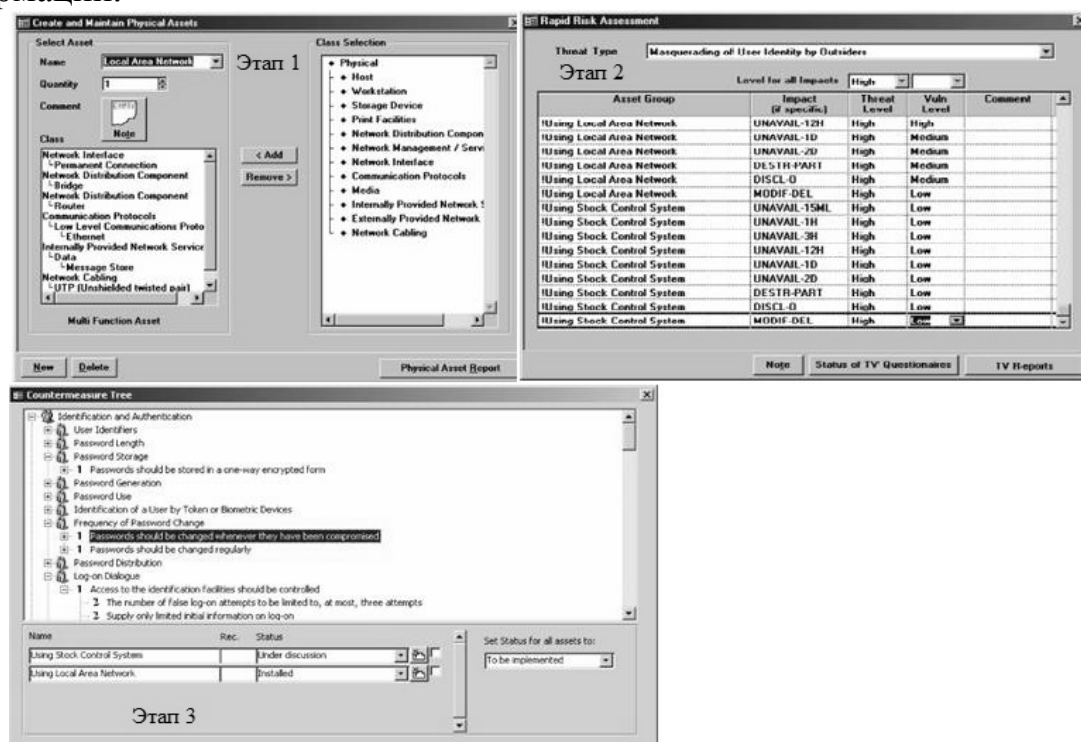 Create and Maintain Physical Assets
Select Asset
Name Local Area Network
Этап 1
Quantity 1
Comment
Note
Class
Network Interface
Permanent Connection
Network Distribution Component
Bridge
Network Distribution Component
Router
Communication Protocols
Low Level Communications Proto
Ethernet
Internally Provided Network Service
Data
Message Store
Network Cabling
UTP (Unshielded twisted pair)
Multi Function Asset
< Add
Remove >
Class Selection
Physical
Host
Workstation
Storage Device
Print Facilities
Network Distribution Compon
Network Management / Servi
Network Interface
Communication Protocols
Media
Internally Provided Network S
Externally Provided Network
Network Cabling
New Delete Physical Asset Report
Rapid Risk Assessment
Threat Type Masquerading of User Identity by Outsiders
Этап 2
Level for all Impacts High
Asset Group Impact (if specific) Threat Level Vuln Level Comment
!Using Local Area Network UNAVAIL-12H High High
!Using Local Area Network UNAVAIL-1D High Medium
!Using Local Area Network UNAVAIL-2D High Medium
!Using Local Area Network DESTR-PART High Medium
!Using Local Area Network DISCL-O High Medium
!Using Local Area Network MODIF-DEL High Low
!Using Stock Control System UNAVAIL-15ML High Low
!Using Stock Control System UNAVAIL-1H High Low
!Using Stock Control System UNAVAIL-3H High Low
!Using Stock Control System UNAVAIL-12H High Low
!Using Stock Control System UNAVAIL-1D High Low
!Using Stock Control System UNAVAIL-2D High Low
!Using Stock Control System DESTR-PART High Low
!Using Stock Control System DISCL-O High Low
!Using Stock Control System MODIF-DEL High Low
Note Status of TV Questionaires TV Reports
Countermeasure Tree
Identification and Authentication
User Identifiers
Password Length
Password Storage
1 Passwords should be stored in a one-way encrypted form
Password Generation
Password Use
Identification of a User by Token or Biometric Devices
Frequency of Password Change
1 Passwords should be changed whenever they have been compromised
1 Passwords should be changed regularly
Password Distribution
Log-on Dialogue
1 Access to the identification facilities should be controlled
2 The number of false log-on attempts to be limited to, at most, three attempts
2 Supply only limited initial information on log-on
Name Rec. Status
Using Stock Control System Under discussion
Using Local Area Network Installed
Set Status for all assets to:
To be implemented
Этап 3